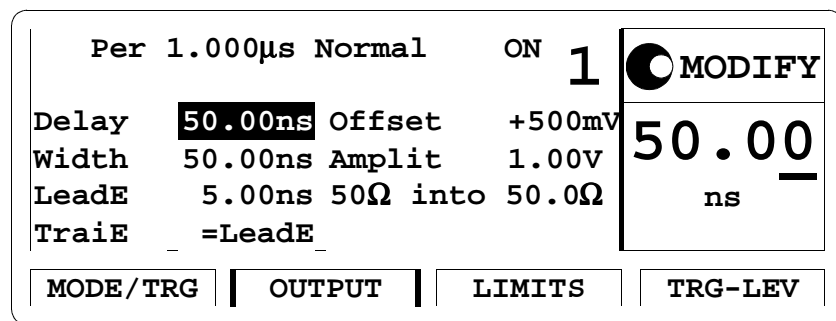 Per 1.000µs Normal ON 1
MODIFY
Delay 50.00ns Offset +500mV
Width 50.00ns Amplit 1.00V
LeadE 5.00ns 50Ω into 50.0Ω
TraiE =LeadE
50.00
ns
MODE/TRG OUTPUT LIMITS TRG-LEV